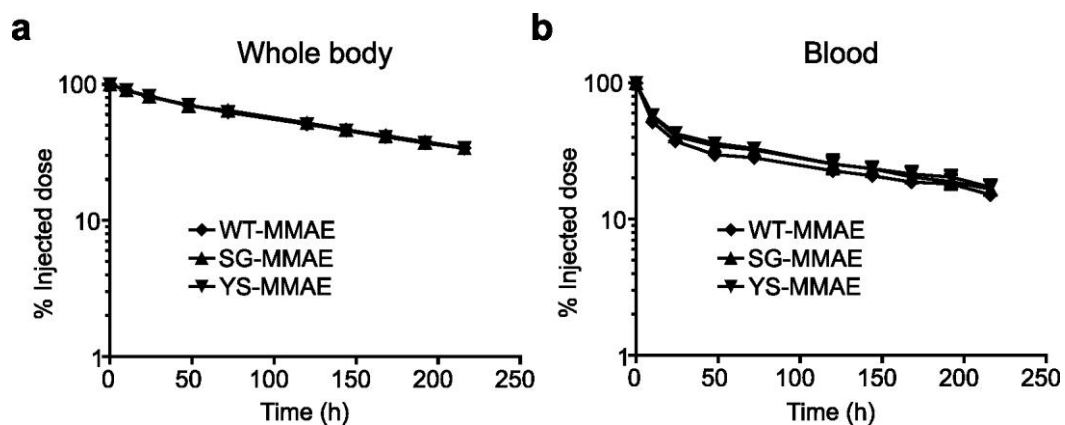 a
Whole body
% Injected dose
100
10
1
WT-MMAE
SG-MMAE
YS-MMAE
0 50 100 150 200 250
Time (h)
b
Blood
% Injected dose
100
10
1
WT-MMAE
SG-MMAE
YS-MMAE
0 50 100 150 200 250
Time (h)